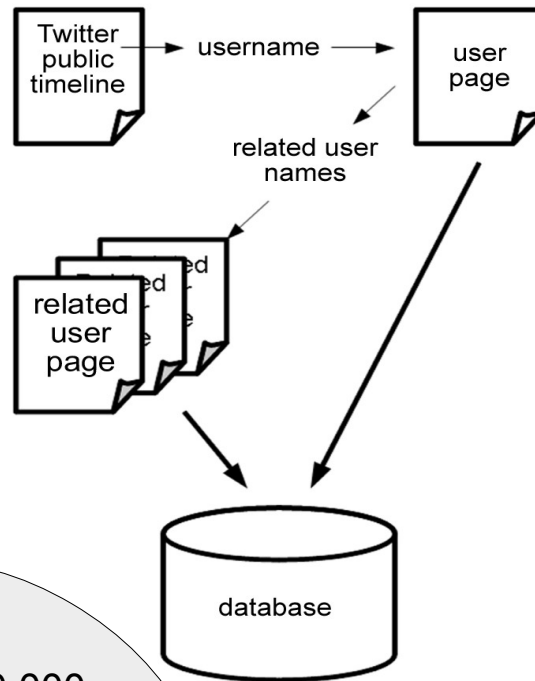 Twitter
public
timeline
username
user
page
related user
names
related
user
page
database